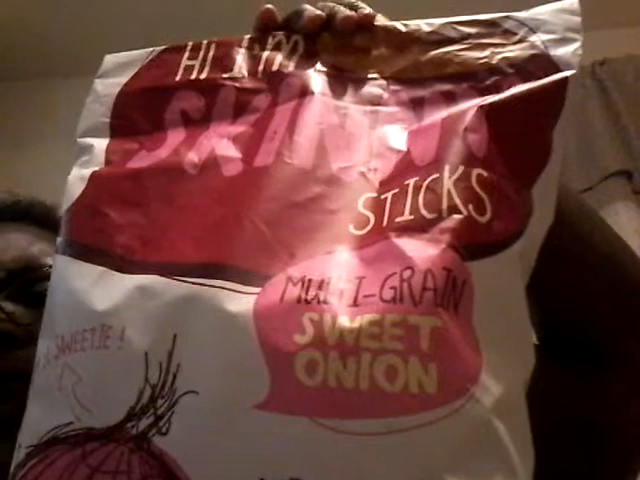 HI I'm
SKINNY
STICKS
MULTI-GRAIN
SWEET
ONION
SWEETIE!